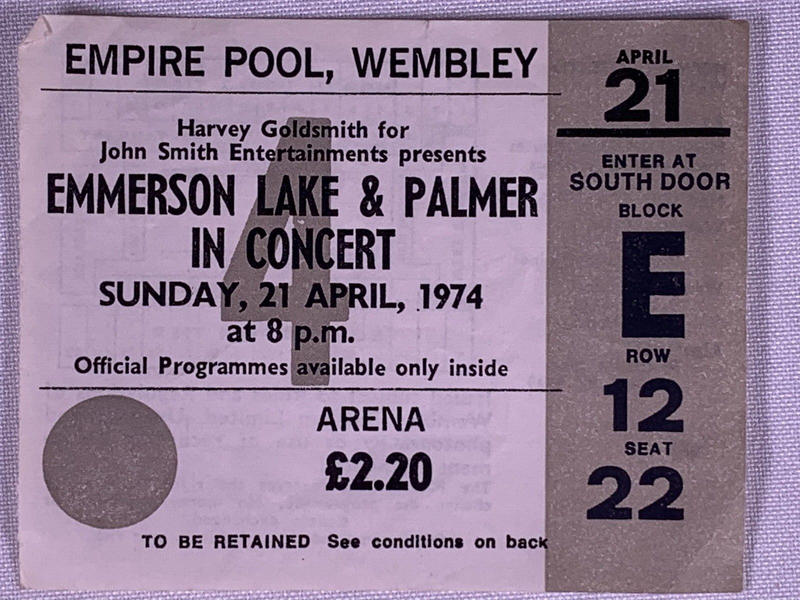 EMPIRE POOL, WEMBLEY
Harvey Goldsmith for
John Smith Entertainments presents
EMMERSON LAKE & PALMER
IN CONCERT
SUNDAY, 21 APRIL, 1974
at 8 p.m.
Official Programmes available only inside
4
ARENA
£2.20
TO BE RETAINED See conditions on back
APRIL
21
ENTER AT
SOUTH DOOR
BLOCK
E
ROW
12
SEAT
22